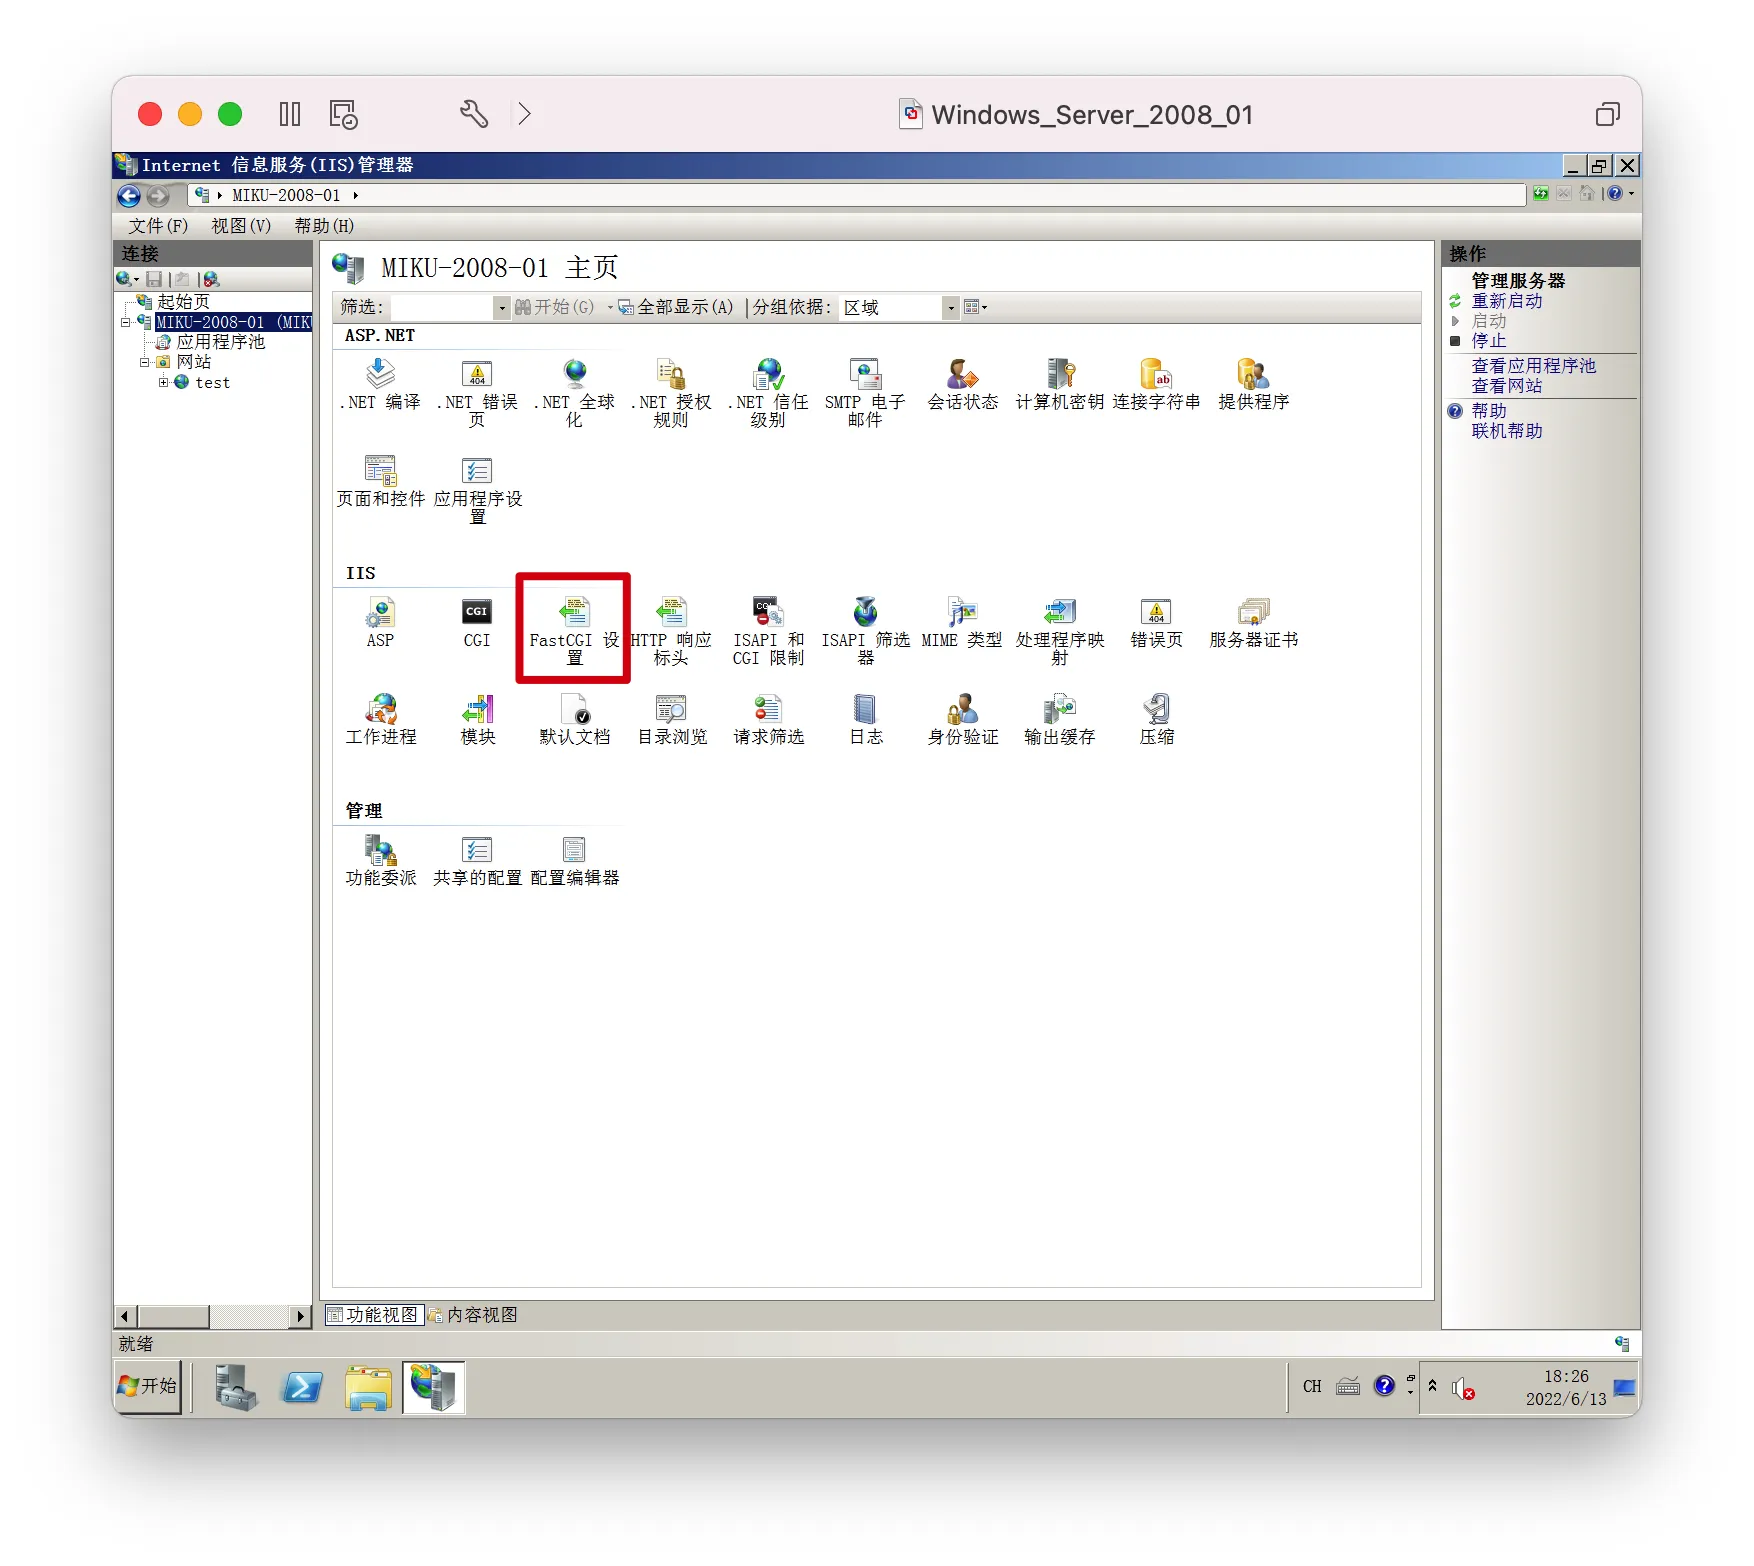 Windows_Server_2008_01
Internet 信息服务(IIS)管理器
MIKU-2008-01
文件(F) 视图(V) 帮助(H)
连接
起始页
MIKU-2008-01 (MIKU
应用程序池
网站
test
MIKU-2008-01 主页
筛选: 开始(G) 全部显示(A) 分组依据: 区域
ASP.NET
.NET 编译
.NET 错误
页
.NET 全球
化
.NET 授权
规则
.NET 信任
级别
SMTP 电子
邮件
会话状态
计算机密钥
连接字符串
提供程序
页面和控件
应用程序设
置
IIS
ASP
CGI
CGI
FastCGI 设
置
HTTP 响应
标头
ISAPI 和
CGI 限制
ISAPI 筛选
器
MIME 类型
处理程序映
射
404
错误页
服务器证书
工作进程
模块
默认文档
目录浏览
请求筛选
日志
身份验证
输出缓存
压缩
管理
功能委派
共享的配置
配置编辑器
功能视图 内容视图
操作
管理服务器
重新启动
启动
停止
查看应用程序池
查看网站
帮助
联机帮助
就绪
开始
CH
18:26
2022/6/13